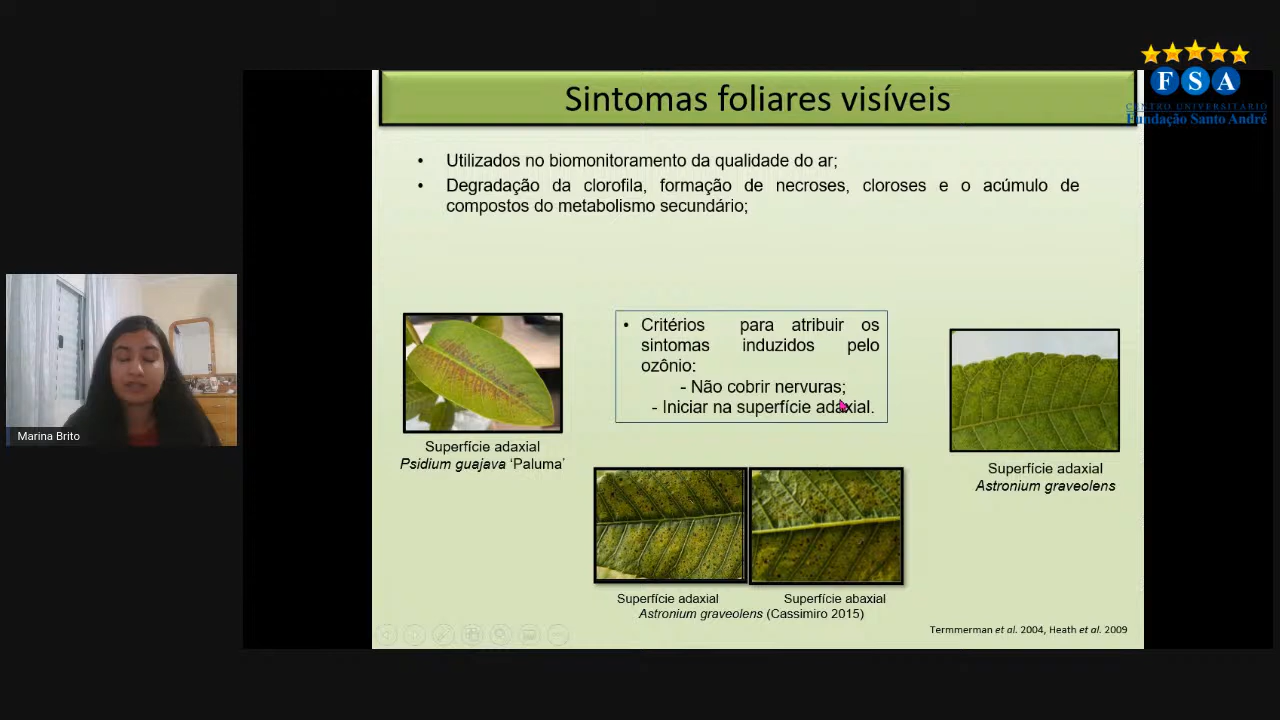 Sintomas foliares visíveis
F S A
CENTRO UNIVERSITARIO
Fundação Santo André
• Utilizados no biomonitoramento da qualidade do ar;
• Degradação da clorofila, formação de necroses, cloroses e o acúmulo de
compostos do metabolismo secundário;
• Critérios para atribuir os
sintomas induzidos pelo
ozônio:
- Não cobrir nervuras;
- Iniciar na superfície adaxial.
Marina Brito
Superfície adaxial
Psidium guajava ‘Paluma’
Superfície adaxial
Astronium graveolens
Superfície adaxial
Superfície abaxial
Astronium graveolens (Cassimiro 2015)
Termmerman et al. 2004, Heath et al. 2009